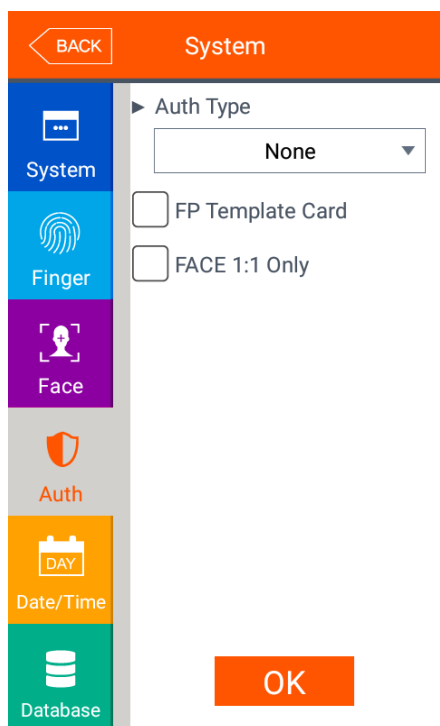 BACK
System
System
Finger
Face
Auth
DAY
Date/Time
Database
▶ Auth Type
None
FP Template Card
FACE 1:1 Only
OK